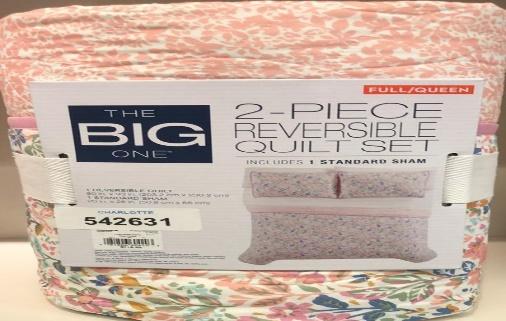 FULL/QUEEN
THE
BIG
ONE
2-PIECE
REVERSIBLE
QUILT SET
INCLUDES 1 STANDARD SHAM
1 REVERSIBLE QUILT
1 STANDARD SHAM
CHARLOTTE
542631